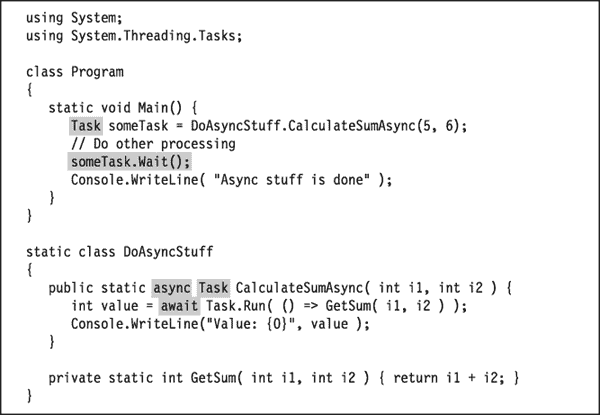 using System;
using System.Threading.Tasks;
class Program
{
static void Main() {
Task someTask = DoAsyncStuff.CalculateSumAsync(5, 6);
// Do other processing
someTask.Wait();
Console.WriteLine( "Async stuff is done" );
}
}
static class DoAsyncStuff
{
public static async Task CalculateSumAsync( int i1, int i2 ) {
int value = await Task.Run( () => GetSum( i1, i2 ) );
Console.WriteLine("Value: {0}", value );
}
private static int GetSum( int i1, int i2 ) { return i1 + i2; }
}